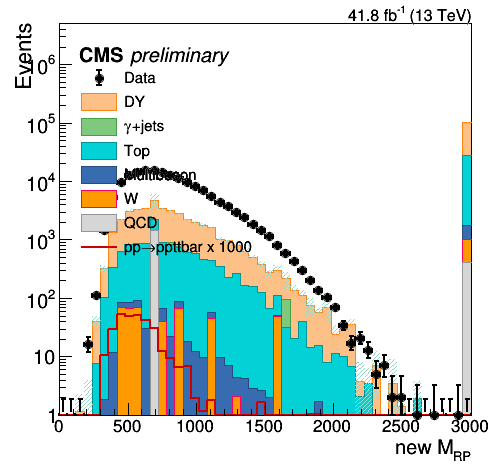 41.8 fb⁻¹ (13 TeV)
Events
CMS preliminary
Data
DY
γ+jets
Top
Multiboson
W
QCD
pp→ppttbar x 1000
10⁶
10⁵
10⁴
10³
10²
10
1
0 500 1000 1500 2000 2500 3000
new M_RP